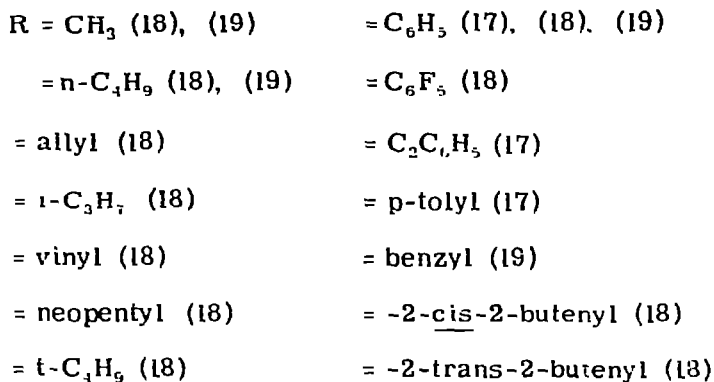 R = CH₃ (18), (19) =C₆H₅ (17), (18), (19)
=n-C₄H₉ (18), (19) =C₆F₅ (18)
= allyl (18) = C₂C₆H₅ (17)
= i-C₃H₇ (18) = p-tolyl (17)
= vinyl (18) = benzyl (19)
= neopentyl (18) = -2-cis-2-butenyl (18)
= t-C₄H₉ (18) = -2-trans-2-butenyl (18)